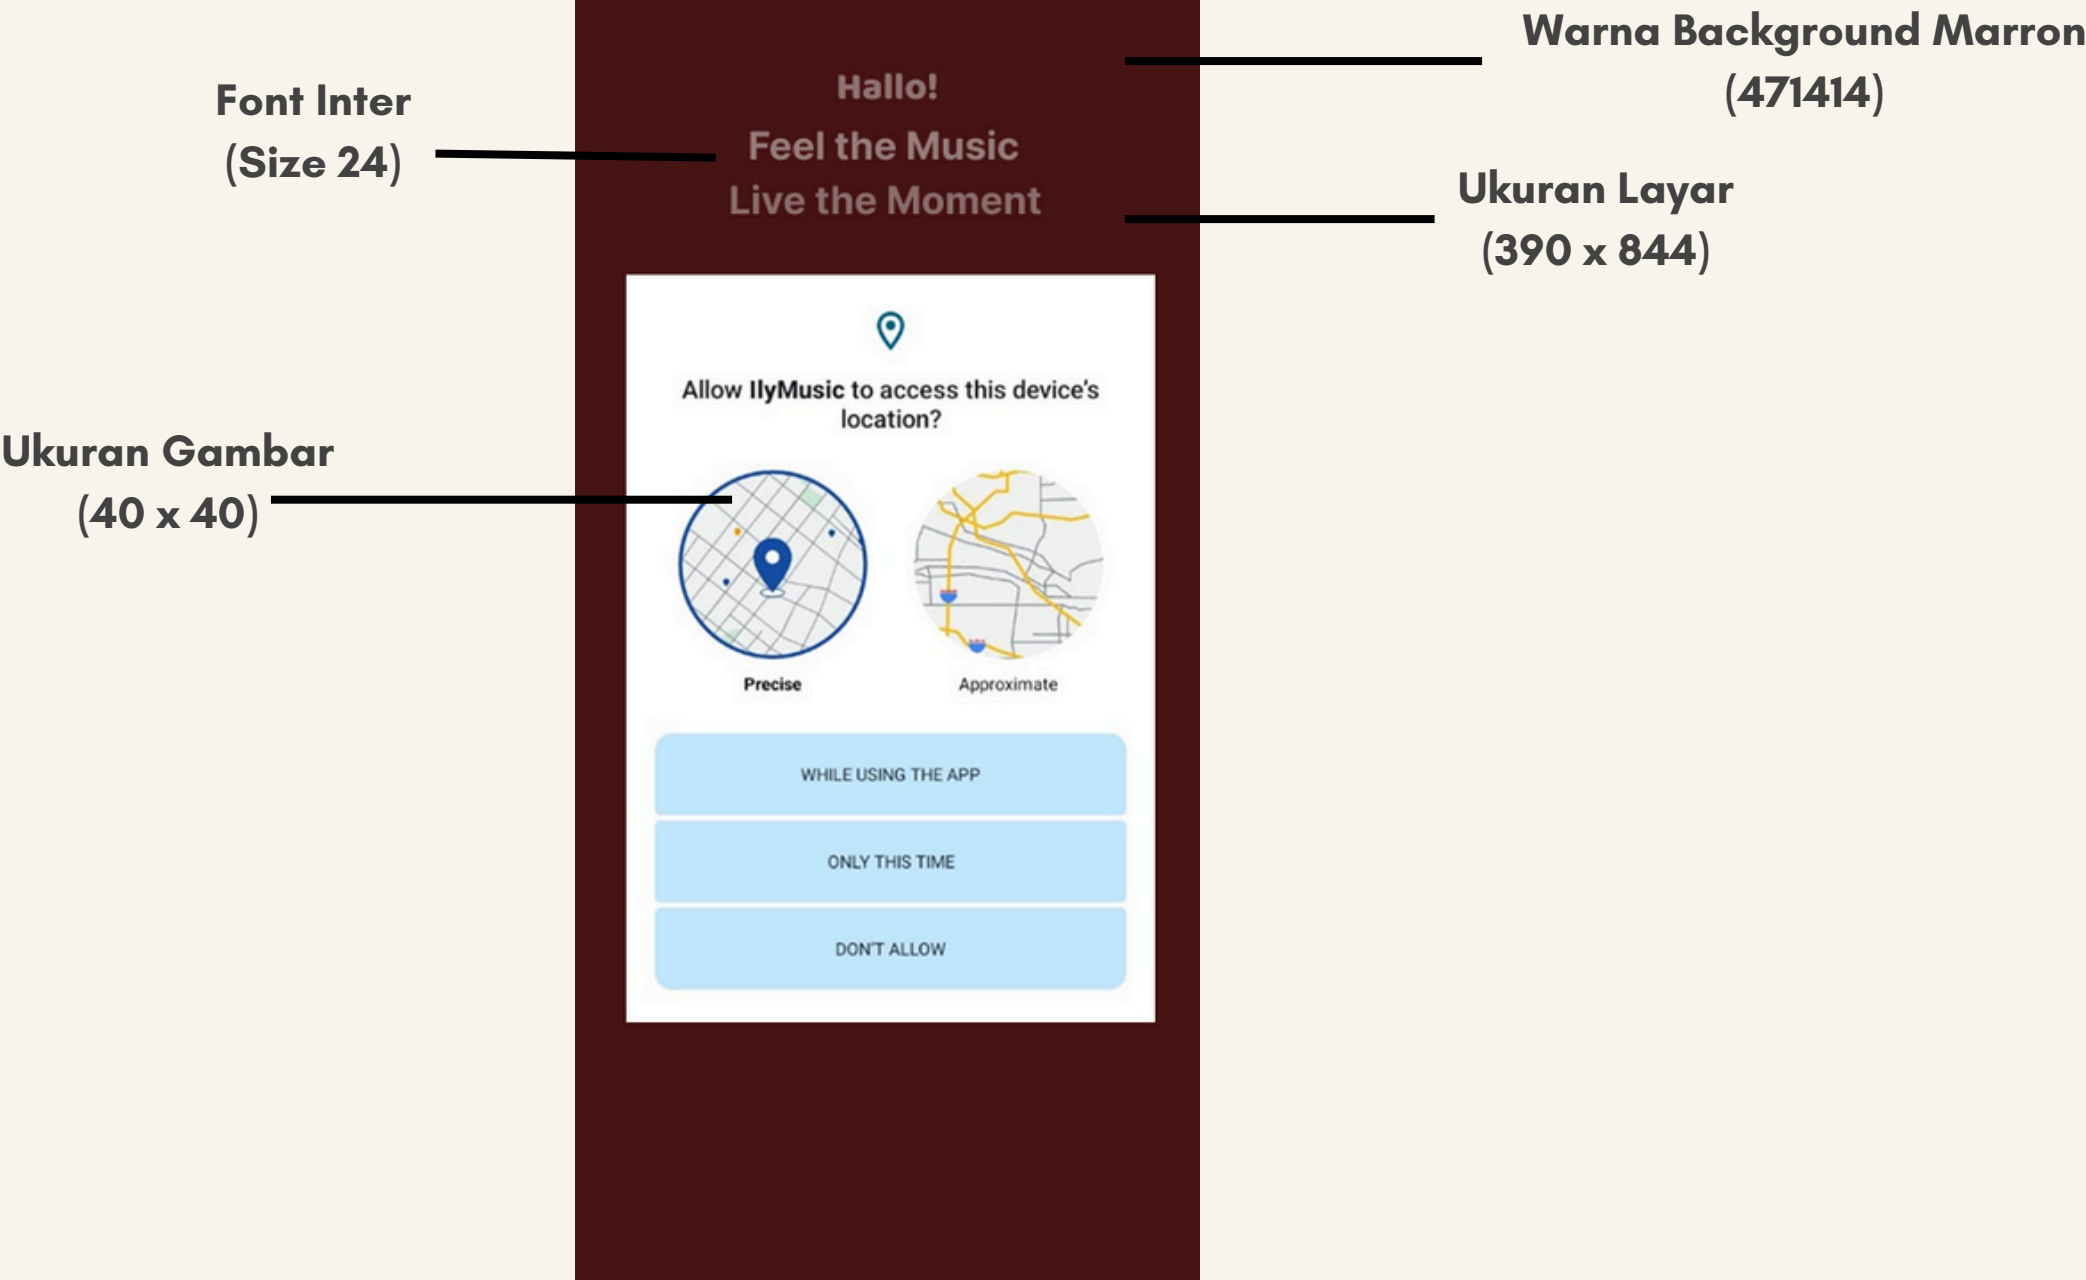 Warna Background Marron
(471414)
Font Inter
(Size 24)
Hallo!
Feel the Music
Live the Moment
Ukuran Layar
(390 x 844)
Allow IlyMusic to access this device's
location?
Ukuran Gambar
(40 x 40)
Precise
Approximate
WHILE USING THE APP
ONLY THIS TIME
DON'T ALLOW